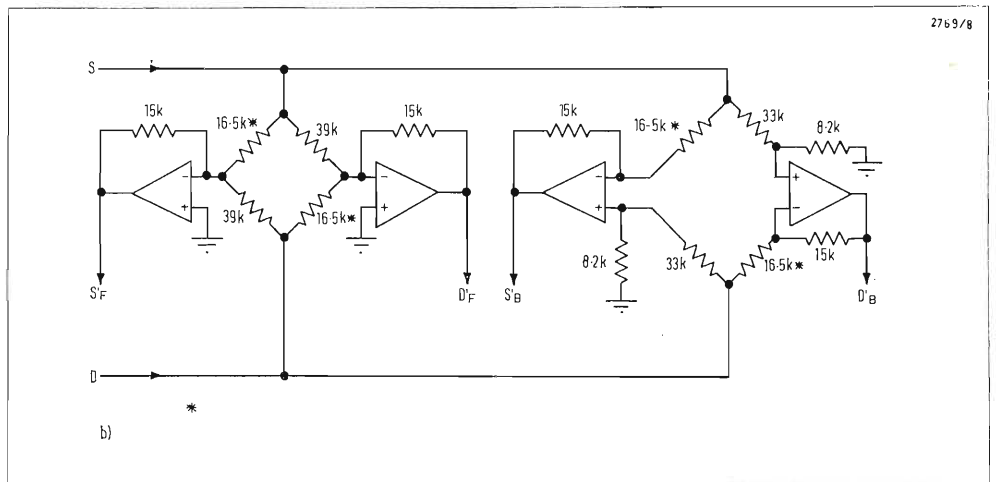 2769/8
S
15k
16·5k*
39k
15k
15k
16-5k*
33k
8·2k
-
+
39k
16·5k*
-
+
-
+
8·2k
33k
+
-
16·5k*
15k
S'F
D'F
S'B
D'B
D
*
b)